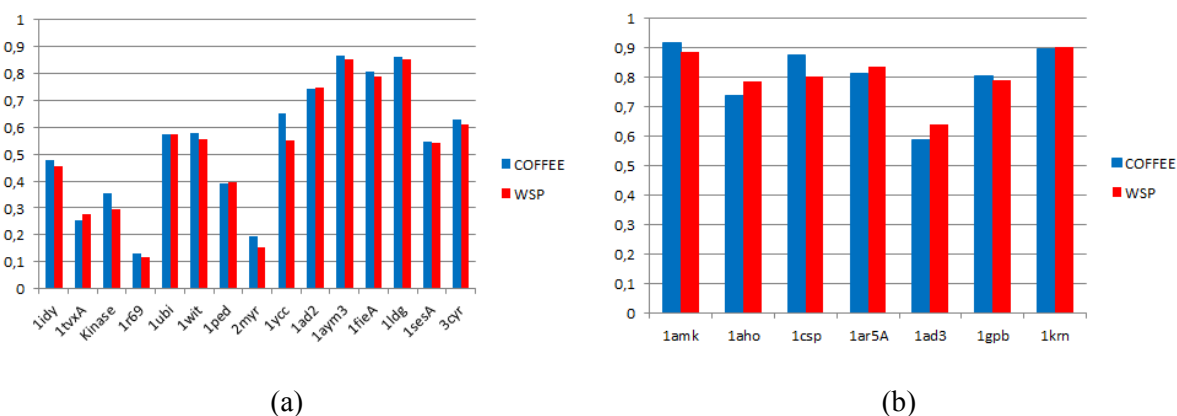 1
0,9
0,8
0,7
0,6
0,5
0,4
0,3
0,2
0,1
0
1idy
1tvxA
Kinase
1r69
1ubi
1wit
1ped
2myr
1ycc
1ad2
1aym3
1fieA
1ldg
1sesA
3cyr
COFFEE
WSP
(a)
1
0,9
0,8
0,7
0,6
0,5
0,4
0,3
0,2
0,1
0
1amk
1aho
1csp
1ar5A
1ad3
1gpb
1krn
COFFEE
WSP
(b)